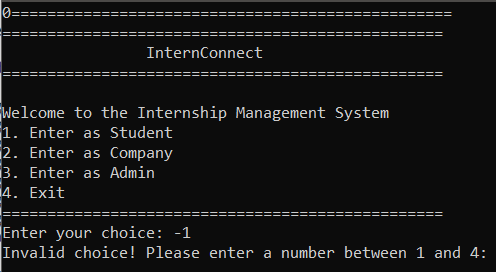 0=================================================
=================================================
InternConnect
=================================================
Welcome to the Internship Management System
1. Enter as Student
2. Enter as Company
3. Enter as Admin
4. Exit
=================================================
Enter your choice: -1
Invalid choice! Please enter a number between 1 and 4: